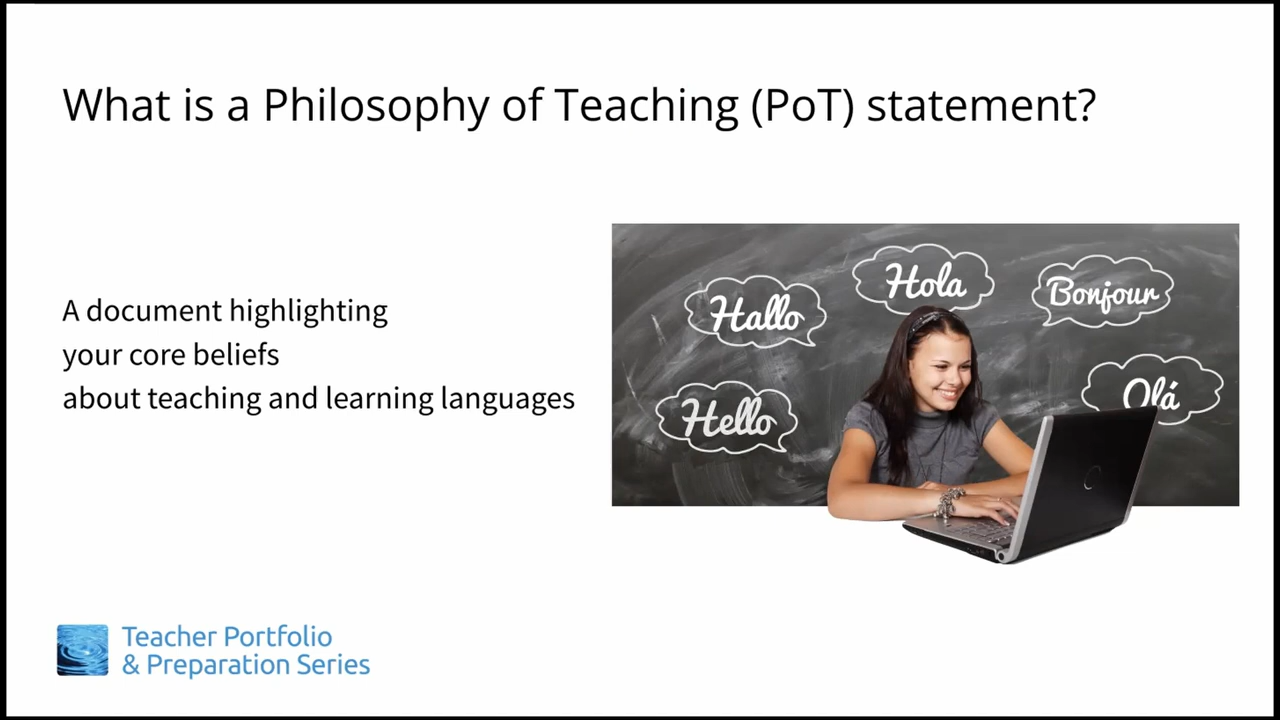 What is a Philosophy of Teaching (PoT) statement?
A document highlighting
your core beliefs
about teaching and learning languages
Hallo
Hola
Bonjour
Hello
Olá
Teacher Portfolio
& Preparation Series